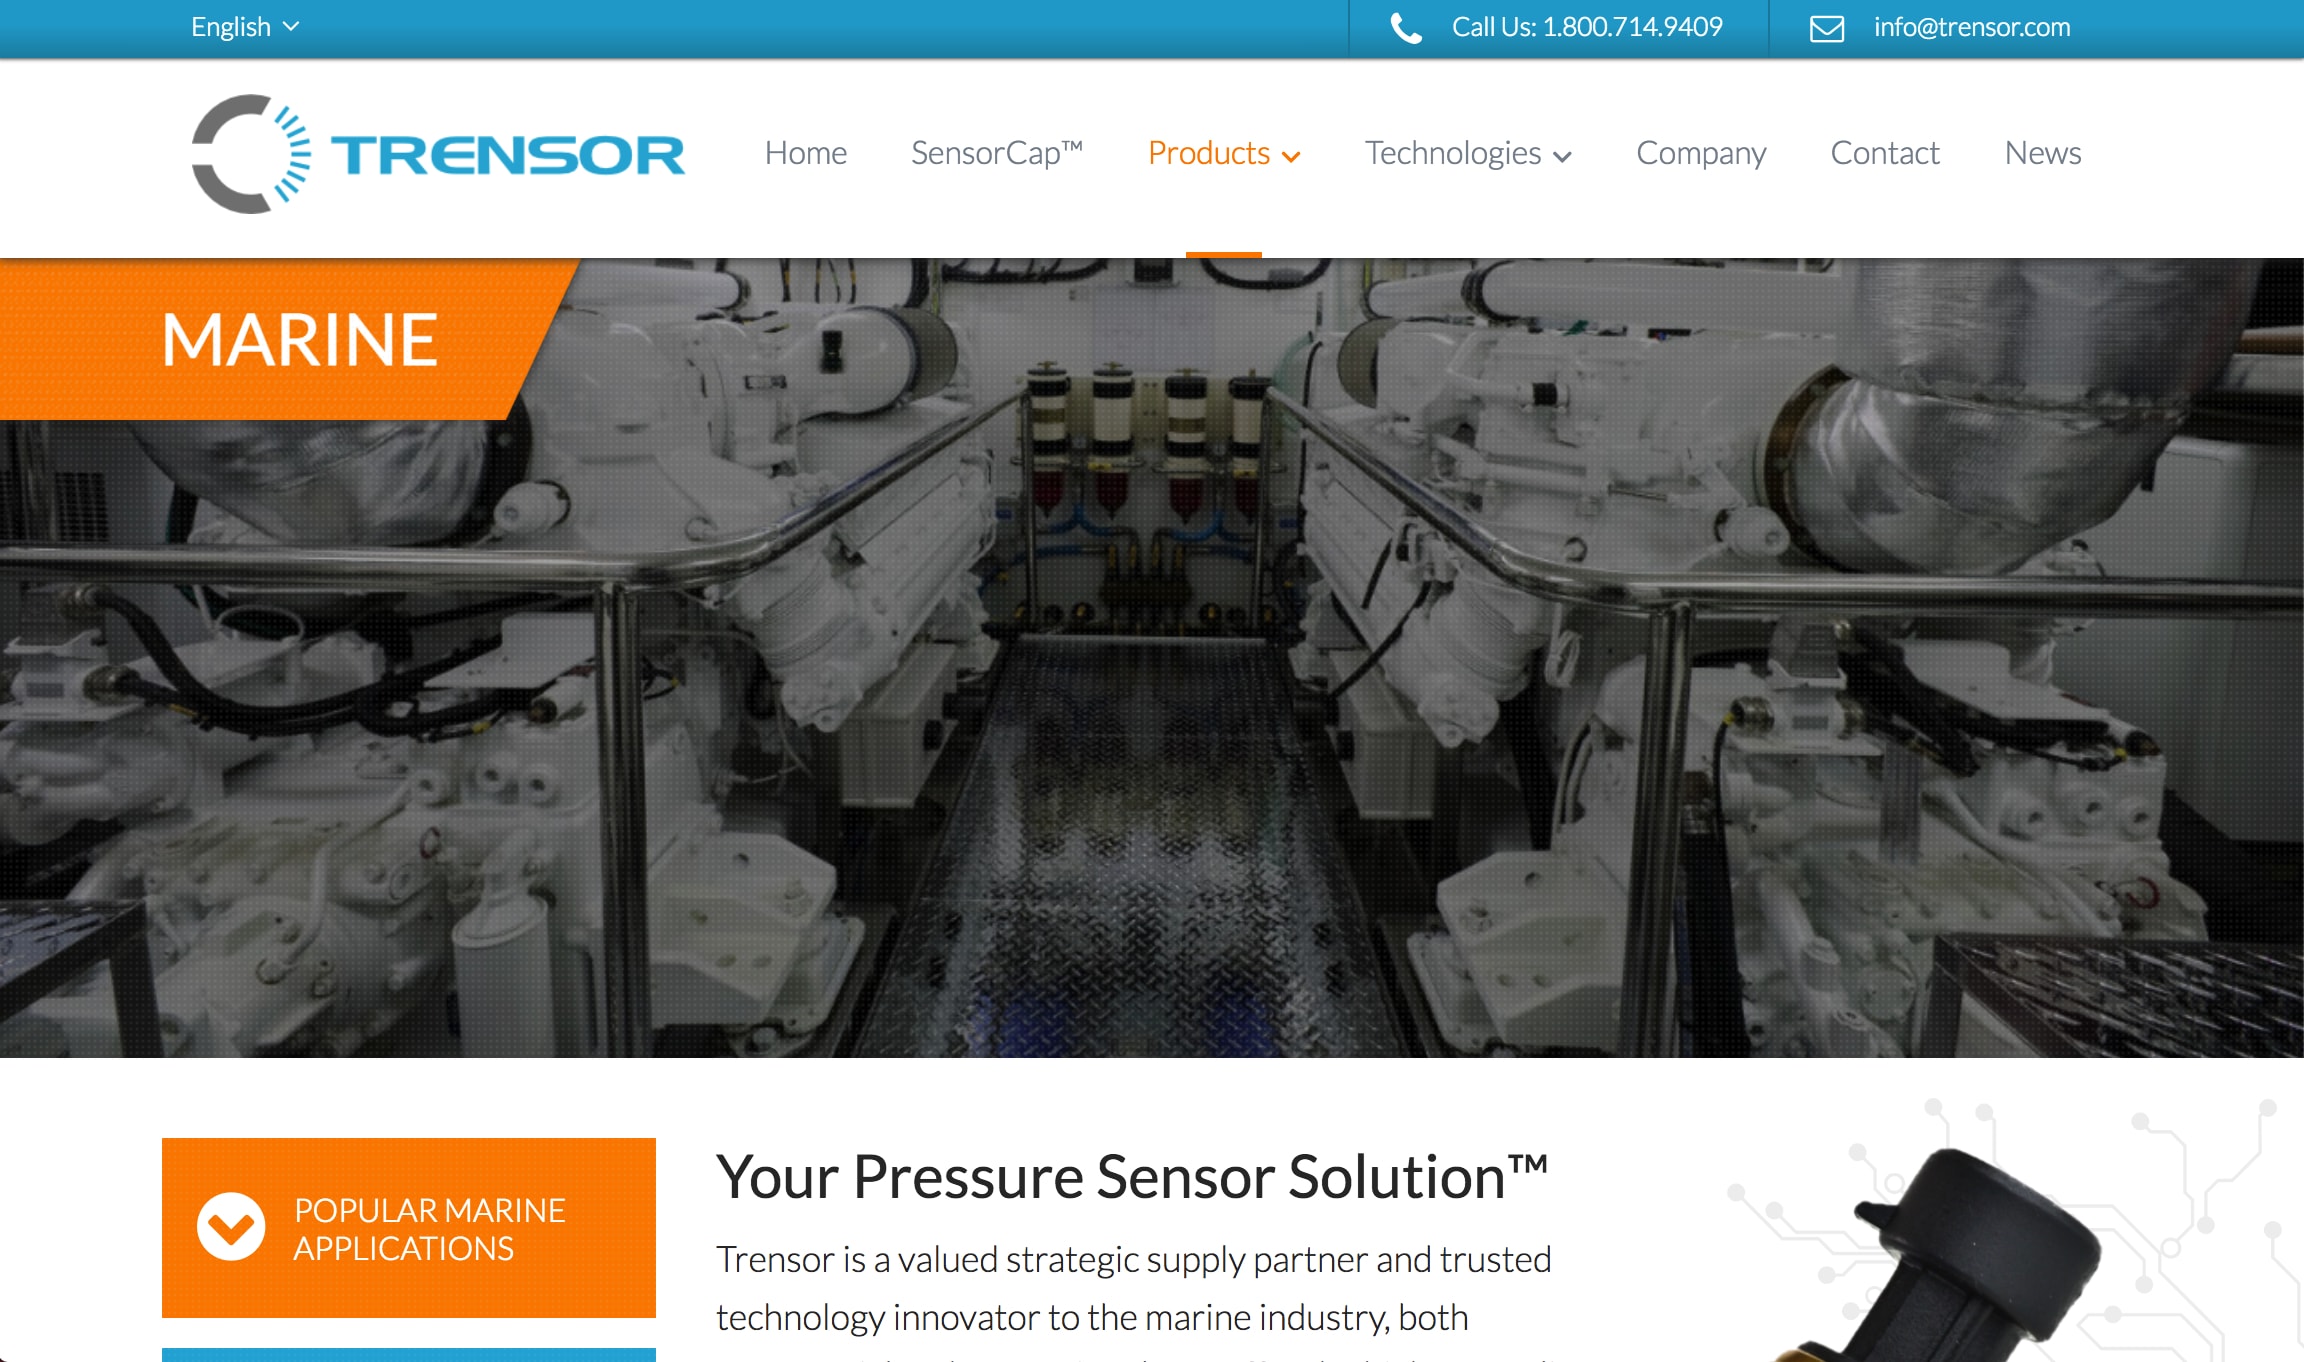 English
Call Us: 1.800.714.9409
info@trensor.com
TRENSOR
Home
SensorCap™
Products
Technologies
Company
Contact
News
MARINE
POPULAR MARINE
APPLICATIONS
Your Pressure Sensor Solution™
Trensor is a valued strategic supply partner and trusted
technology innovator to the marine industry, both